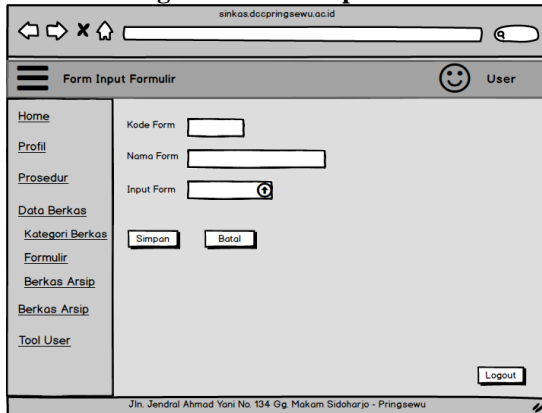 sinkas.dccpringsewu.ac.id
Form Input Formulir
User
Home
Profil
Prosedur
Data Berkas
Kategori Berkas
Formulir
Berkas Arsip
Berkas Arsip
Tool User
Kode Form
Nama Form
Input Form
Simpan
Batal
Logout
Jln. Jendral Ahmad Yani No. 134 Gg. Makam Sidoharjo - Pringsewu